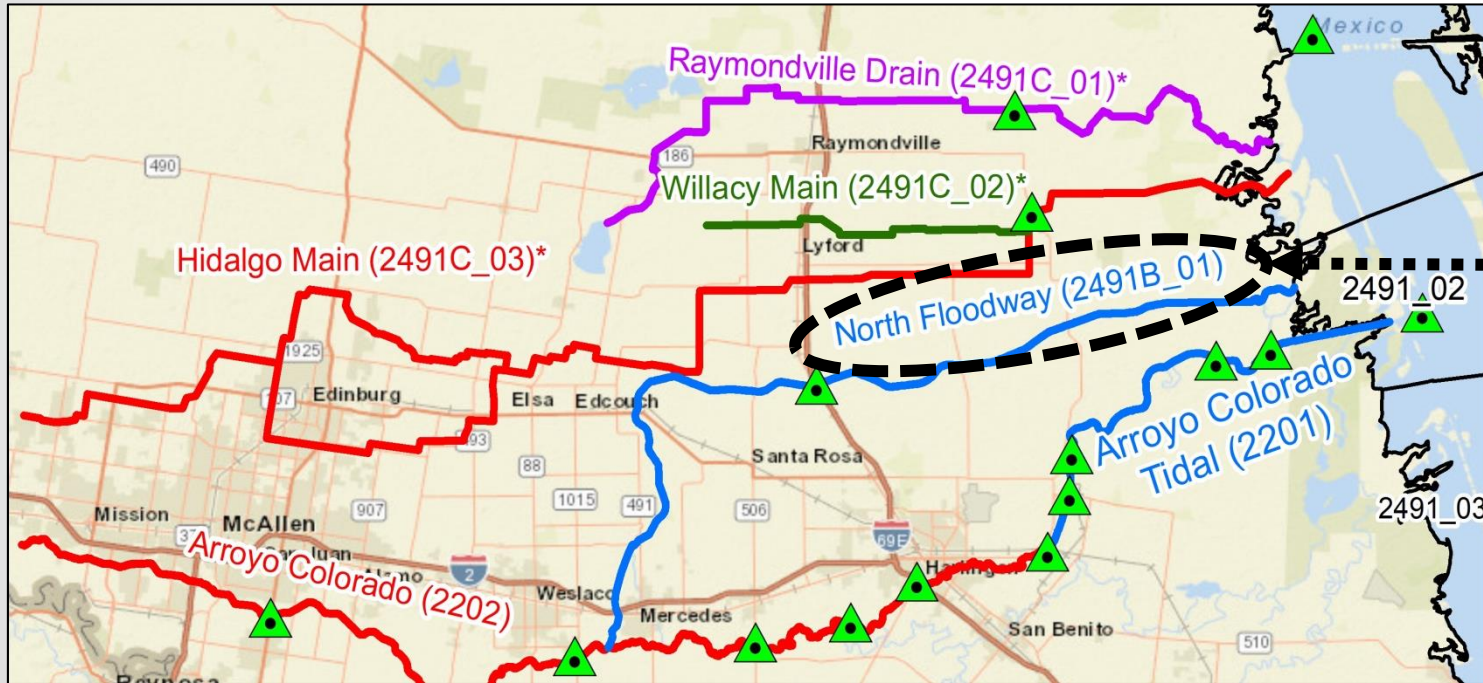 Mexico
Raymondville Drain (2491C_01)*
Raymondville
490
186
Willacy Main (2491C_02)*
Lyford
Hidalgo Main (2491C_03)*
North Floodway (2491B_01)
2491_02
1925
Edinburg
Elsa
Edcouch
Arroyo Colorado
Tidal (2201)
Santa Rosa
88
1015
491
506
2491_03
Mission
McAllen
907
69E
Arroyo Colorado (2202)
2
Weslaco
Mercedes
Harlingen
San Benito
510
Reynosa